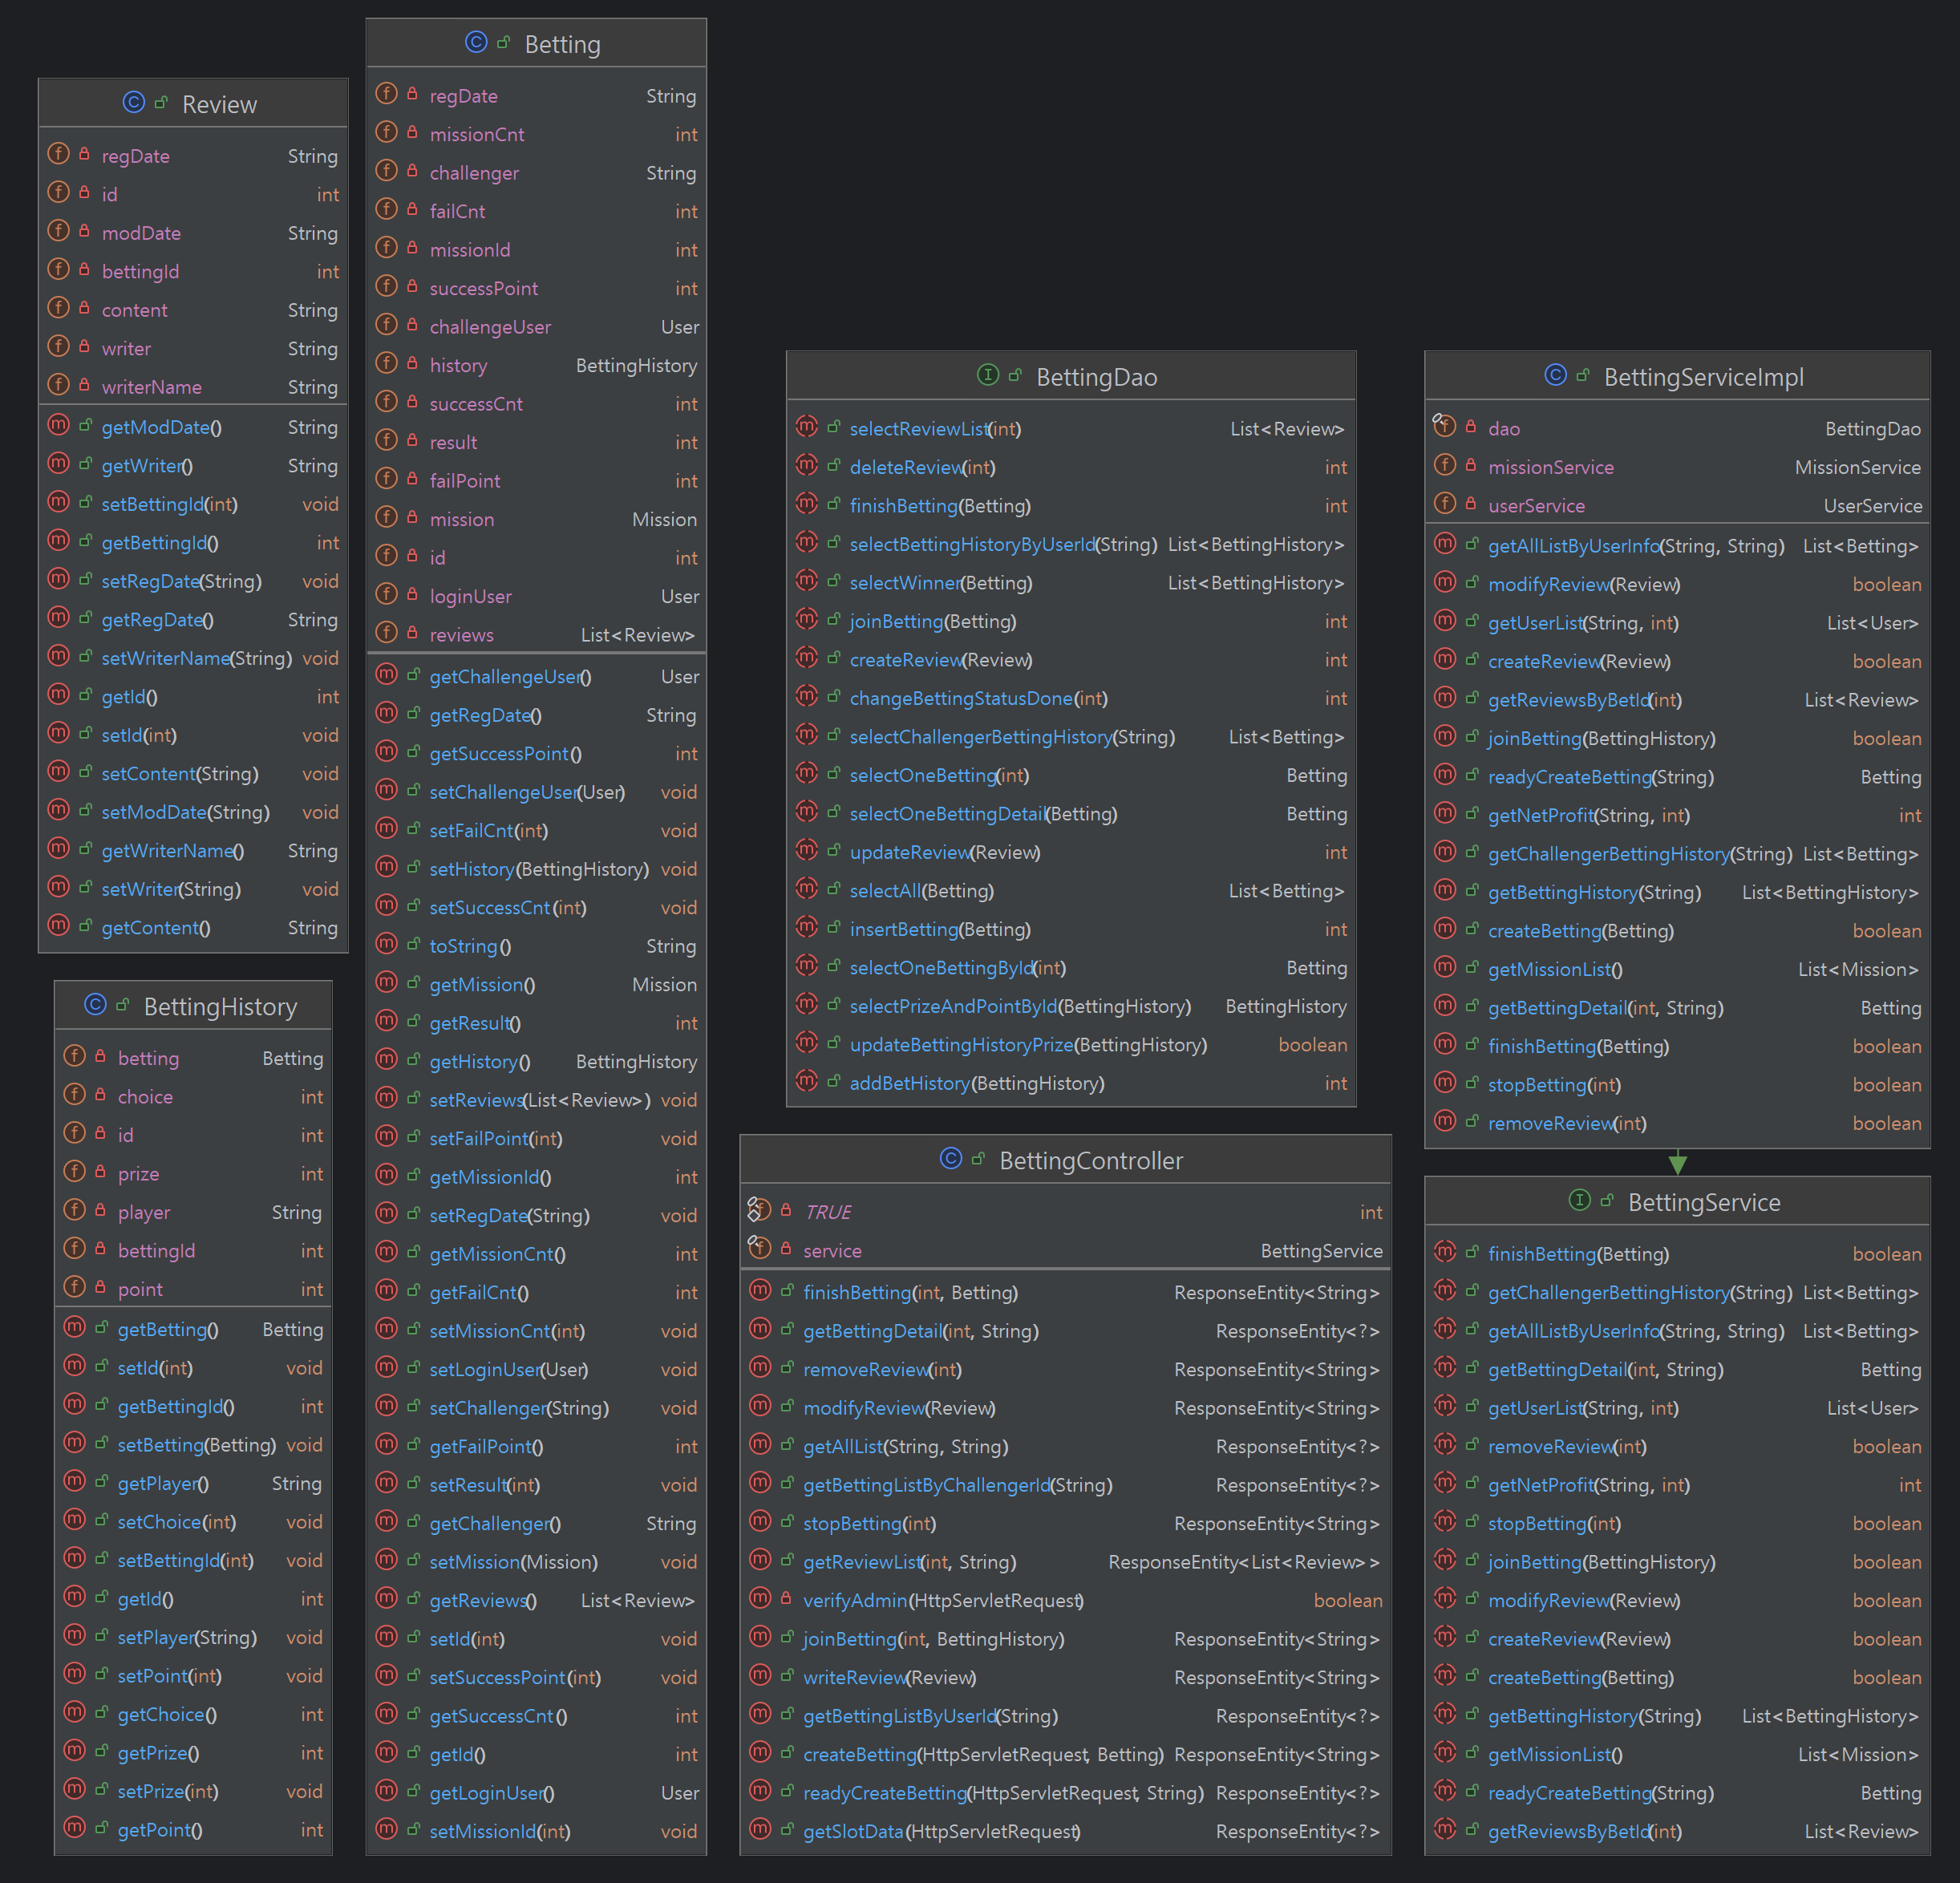 Review
regDate String
id int
modDate String
bettingId int
content String
writer String
writerName String
getModDate() String
getWriter() String
setBettingId(int) void
getBettingId() int
setRegDate(String) void
getRegDate() String
setWriterName(String) void
getId() int
setId(int) void
setContent(String) void
setModDate(String) void
getWriterName() String
setWriter(String) void
getContent() String
BettingHistory
betting Betting
choice int
id int
prize int
player String
bettingId int
point int
getBetting() Betting
setId(int) void
getBettingId() int
setBetting(Betting) void
getPlayer() String
setChoice(int) void
setBettingId(int) void
getId() int
setPlayer(String) void
setPoint(int) void
getChoice() int
getPrize() int
setPrize(int) void
getPoint() int
Betting
regDate String
missionCnt int
challenger String
failCnt int
missionId int
successPoint int
challengeUser User
history BettingHistory
successCnt int
result int
failPoint int
mission Mission
id int
loginUser User
reviews List<Review>
getChallengeUser() User
getRegDate() String
getSuccessPoint() int
setChallengeUser(User) void
setFailCnt(int) void
setHistory(BettingHistory) void
setSuccessCnt(int) void
toString() String
getMission() Mission
getResult() int
getHistory() BettingHistory
setReviews(List<Review>) void
setFailPoint(int) void
getMissionId() int
setRegDate(String) void
getMissionCnt() int
getFailCnt() int
setMissionCnt(int) void
setLoginUser(User) void
setChallenger(String) void
getFailPoint() int
setResult(int) void
getChallenger() String
setMission(Mission) void
getReviews() List<Review>
setId(int) void
setSuccessPoint(int) void
getSuccessCnt() int
getId() int
getLoginUser() User
setMissionId(int) void
BettingDao
selectReviewList(int) List<Review>
deleteReview(int) int
finishBetting(Betting) int
selectBettingHistoryByUserId(String) List<BettingHistory>
selectWinner(Betting) List<BettingHistory>
joinBetting(Betting) int
createReview(Review) int
changeBettingStatusDone(int) int
selectChallengerBettingHistory(String) List<Betting>
selectOneBetting(int) Betting
selectOneBettingDetail(Betting) Betting
updateReview(Review) int
selectAll(Betting) List<Betting>
insertBetting(Betting) int
selectOneBettingById(int) Betting
selectPrizeAndPointById(BettingHistory) BettingHistory
updateBettingHistoryPrize(BettingHistory) boolean
addBetHistory(BettingHistory) int
BettingController
TRUE int
service BettingService
finishBetting(int, Betting) ResponseEntity<String>
getBettingDetail(int, String) ResponseEntity<?>
removeReview(int) ResponseEntity<String>
modifyReview(Review) ResponseEntity<String>
getAllList(String, String) ResponseEntity<?>
getBettingListByChallengerId(String) ResponseEntity<?>
stopBetting(int) ResponseEntity<String>
getReviewList(int, String) ResponseEntity<List<Review>>
verifyAdmin(HttpServletRequest) boolean
joinBetting(int, BettingHistory) ResponseEntity<String>
writeReview(Review) ResponseEntity<String>
getBettingListByUserId(String) ResponseEntity<?>
createBetting(HttpServletRequest, Betting) ResponseEntity<String>
readyCreateBetting(HttpServletRequest, String) ResponseEntity<?>
getSlotData(HttpServletRequest) ResponseEntity<?>
BettingServiceImpl
dao BettingDao
missionService MissionService
userService UserService
getAllListByUserInfo(String, String) List<Betting>
modifyReview(Review) boolean
getUserList(String, int) List<User>
createReview(Review) boolean
getReviewsByBetId(int) List<Review>
joinBetting(BettingHistory) boolean
readyCreateBetting(String) Betting
getNetProfit(String, int) int
getChallengerBettingHistory(String) List<Betting>
getBettingHistory(String) List<BettingHistory>
createBetting(Betting) boolean
getMissionList() List<Mission>
getBettingDetail(int, String) Betting
finishBetting(Betting) boolean
stopBetting(int) boolean
removeReview(int) boolean
BettingService
finishBetting(Betting) boolean
getChallengerBettingHistory(String) List<Betting>
getAllListByUserInfo(String, String) List<Betting>
getBettingDetail(int, String) Betting
getUserList(String, int) List<User>
removeReview(int) boolean
getNetProfit(String, int) int
stopBetting(int) boolean
joinBetting(BettingHistory) boolean
modifyReview(Review) boolean
createReview(Review) boolean
createBetting(Betting) boolean
getBettingHistory(String) List<BettingHistory>
getMissionList() List<Mission>
readyCreateBetting(String) Betting
getReviewsByBetId(int) List<Review>